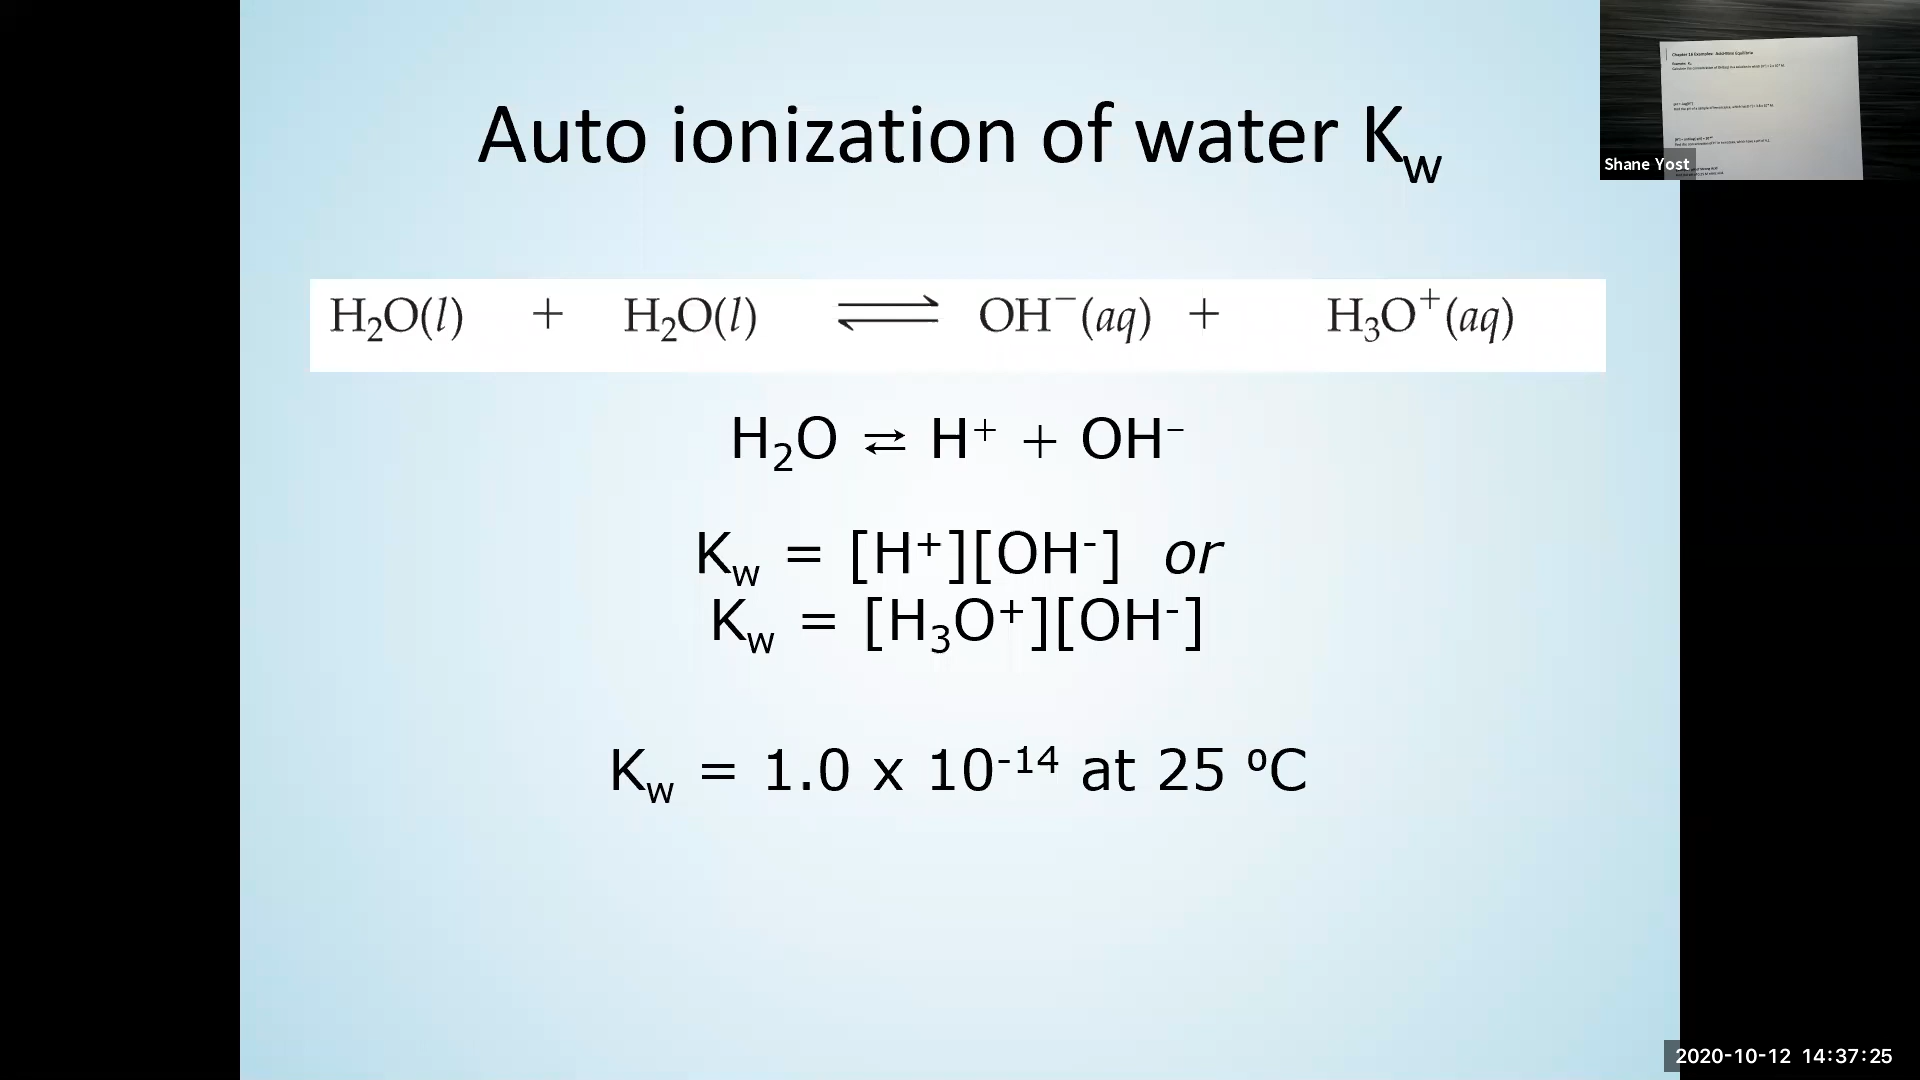 Auto ionization of water Kw
H₂O(l) + H₂O(l) ⇌ OH⁻(aq) + H₃O⁺(aq)
H₂O ⇄ H⁺ + OH⁻
Kw = [H⁺][OH⁻] or
Kw = [H₃O⁺][OH⁻]
Kw = 1.0 x 10⁻¹⁴ at 25 ⁰C
Shane Yost
2020-10-12 14:37:25